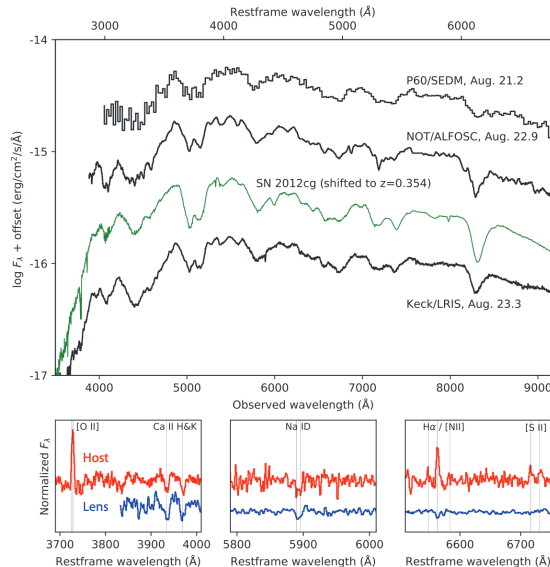 Restframe wavelength (Å)
3000 4000 5000 6000
-14
-15
-16
-17
log Fλ + offset (erg/cm/s/Å)
P60/SEDM, Aug. 21.2
NOT/ALFOSC, Aug. 22.9
SN 2012cg (shifted to z=0.354)
Keck/LRIS, Aug. 23.3
4000 5000 6000 7000 8000 9000
Observed wavelength (Å)
Normalized Fλ
[O II] Ca II H&K
Host
Lens
3700 3800 3900 4000
Restframe wavelength (Å)
Na ID
5800 5900 6000
Restframe wavelength (Å)
Hα / [NII] [S II]
6600 6700
Restframe wavelength (Å)